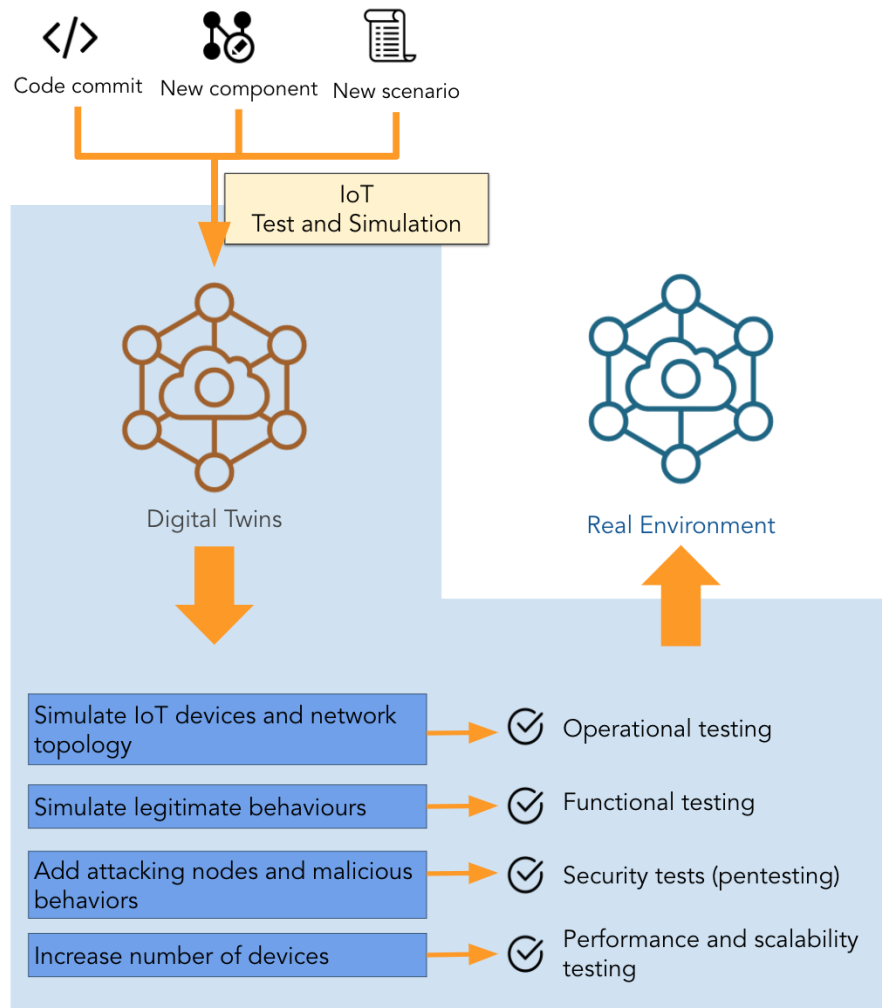 Code commit
New component
New scenario
IoT
Test and Simulation
Digital Twins
Real Environment
Simulate IoT devices and network
topology
Operational testing
Simulate legitimate behaviours
Functional testing
Add attacking nodes and malicious
behaviors
Security tests (pentesting)
Increase number of devices
Performance and scalability
testing